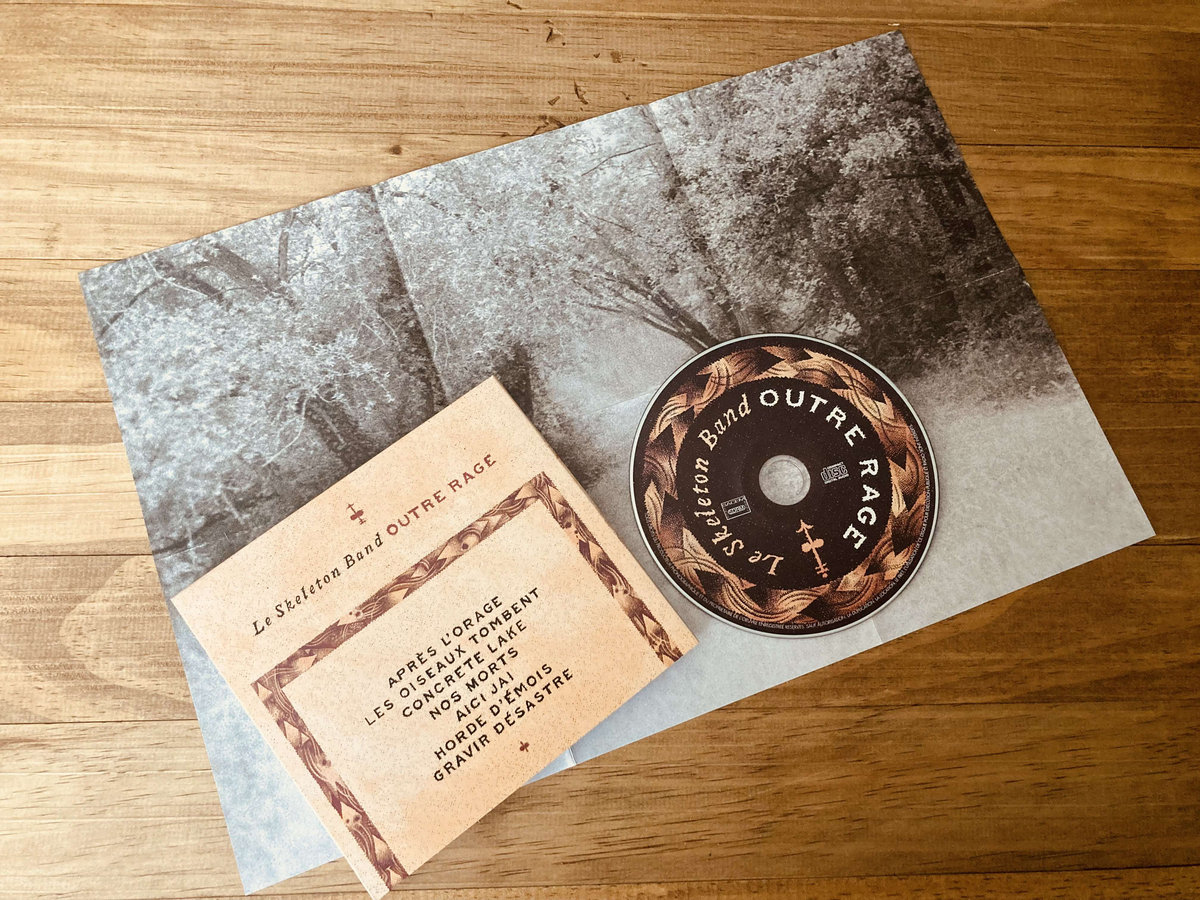 Le Skeleton Band OUTRE RAGE
APRÈS L'ORAGE
LES OISEAUX TOMBENT
CONCRETE LAKE
NOS MORTS
AICI JAI
HORDE D'ÉMOIS
GRAVIR DÉSASTRE
Le Skeleton Band OUTRE RAGE
disc